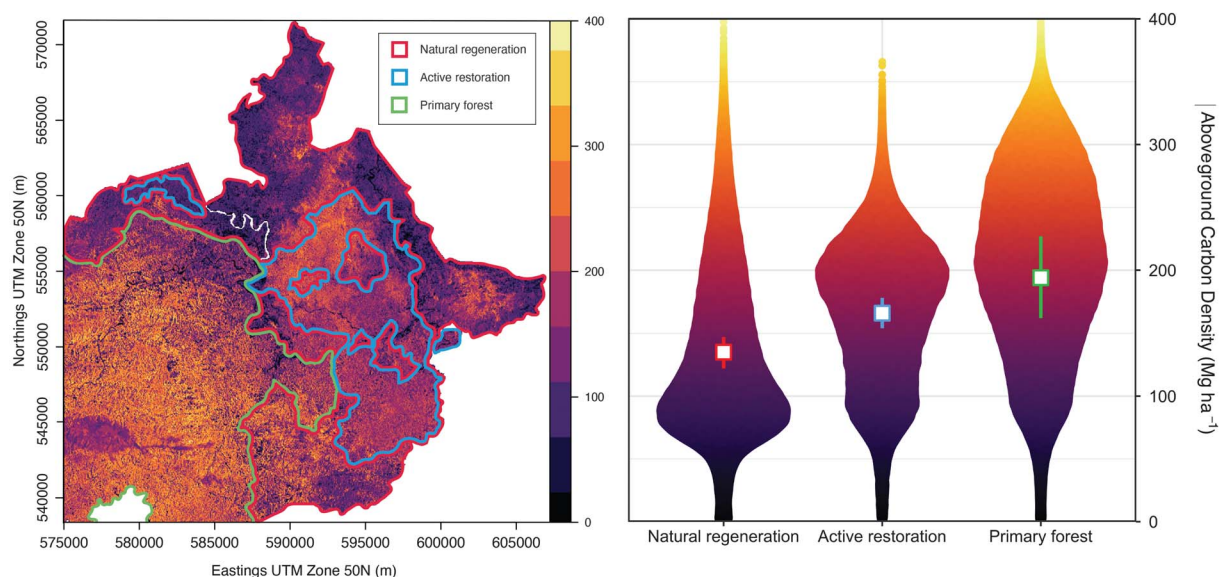 Natural regeneration
Active restoration
Primary forest
Northings UTM Zone 50N (m)
570000
565000
560000
555000
550000
545000
540000
575000 580000 585000 590000 595000 600000 605000
Eastings UTM Zone 50N (m)
400
300
200
100
0
400
300
200
100
0
Aboveground Carbon Density (Mg ha⁻¹)
Natural regeneration Active restoration Primary forest